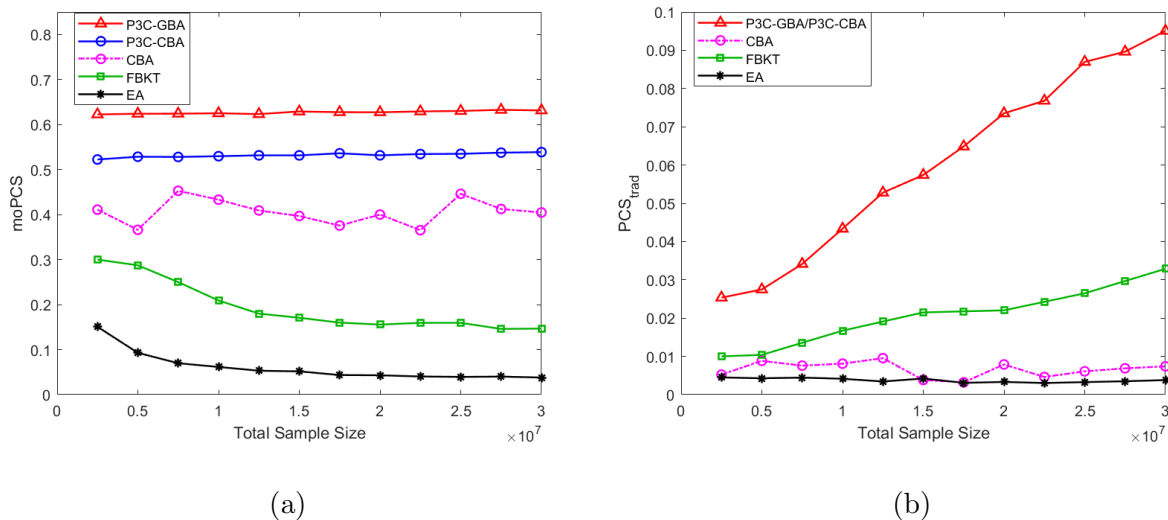 P3C-GBA
P3C-CBA
CBA
FBKT
EA
0.8
0.7
0.6
0.5
0.4
0.3
0.2
0.1
0
moPCS
0 0.5 1 1.5 2 2.5 3
Total Sample Size
×10^7
(a)
P3C-GBA/P3C-CBA
CBA
FBKT
EA
0.1
0.09
0.08
0.07
0.06
0.05
0.04
0.03
0.02
0.01
0
PCS_trad
0 0.5 1 1.5 2 2.5 3
Total Sample Size
×10^7
(b)